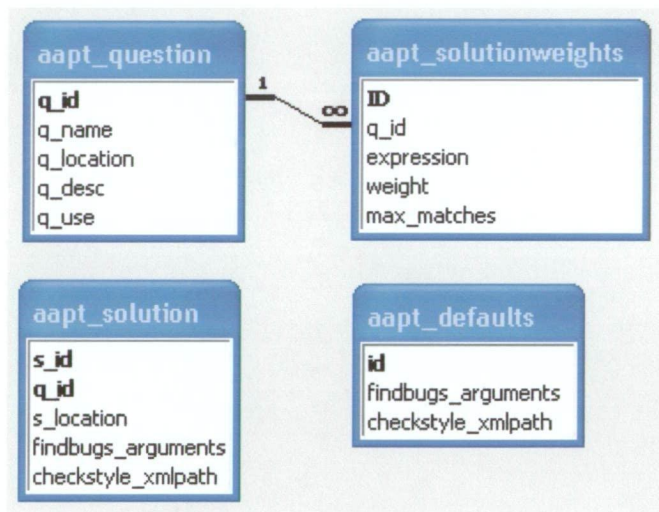 aapt_question
q_id
q_name
q_location
q_desc
q_use
1
∞
aapt_solutionweights
ID
q_id
expression
weight
max_matches
aapt_solution
s_id
q_id
s_location
findbugs_arguments
checkstyle_xmlpath
aapt_defaults
id
findbugs_arguments
checkstyle_xmlpath